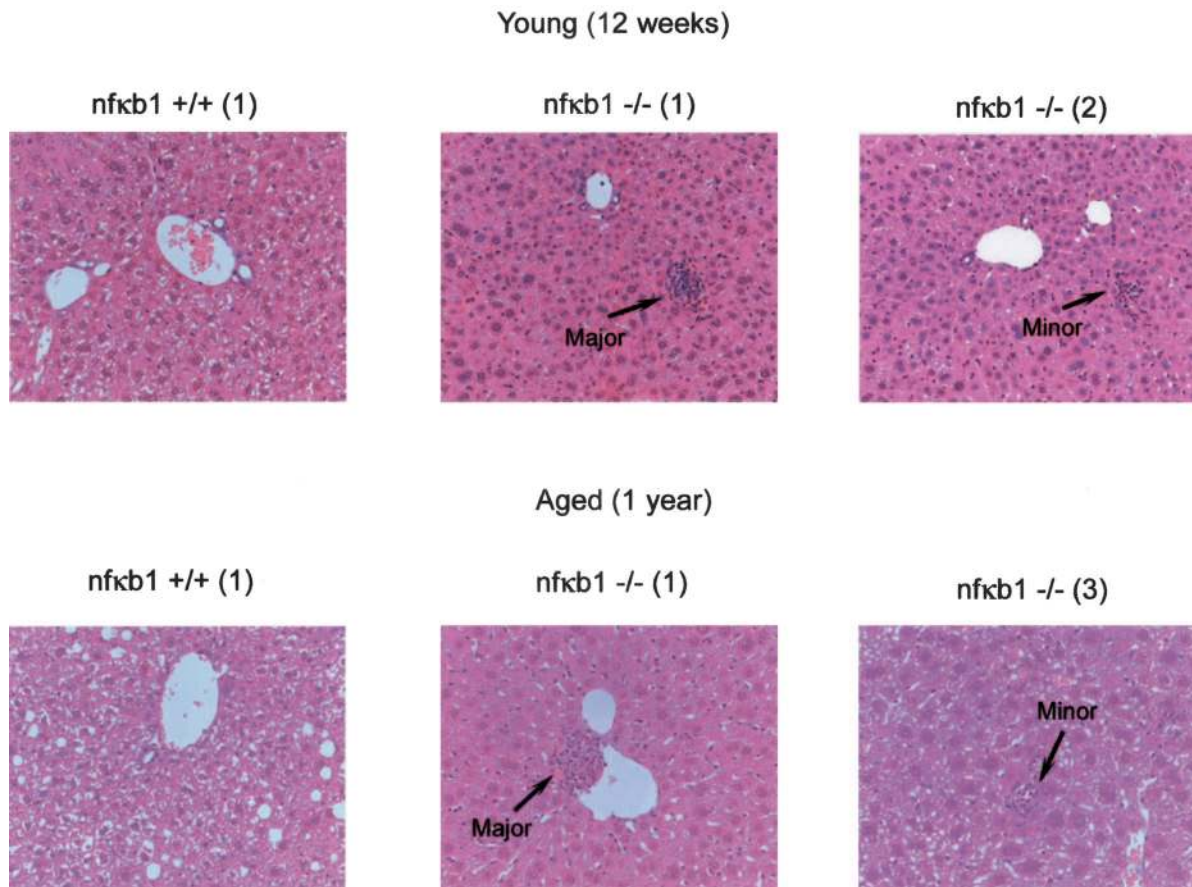 Young (12 weeks)
nfκb1 +/+ (1)
nfκb1 -/- (1)
nfκb1 -/- (2)
Major
Minor
Aged (1 year)
nfκb1 +/+ (1)
nfκb1 -/- (1)
nfκb1 -/- (3)
Major
Minor